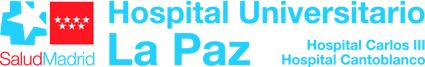 SaludMadrid
Hospital Universitario
La Paz
Hospital Carlos III
Hospital Cantoblanco